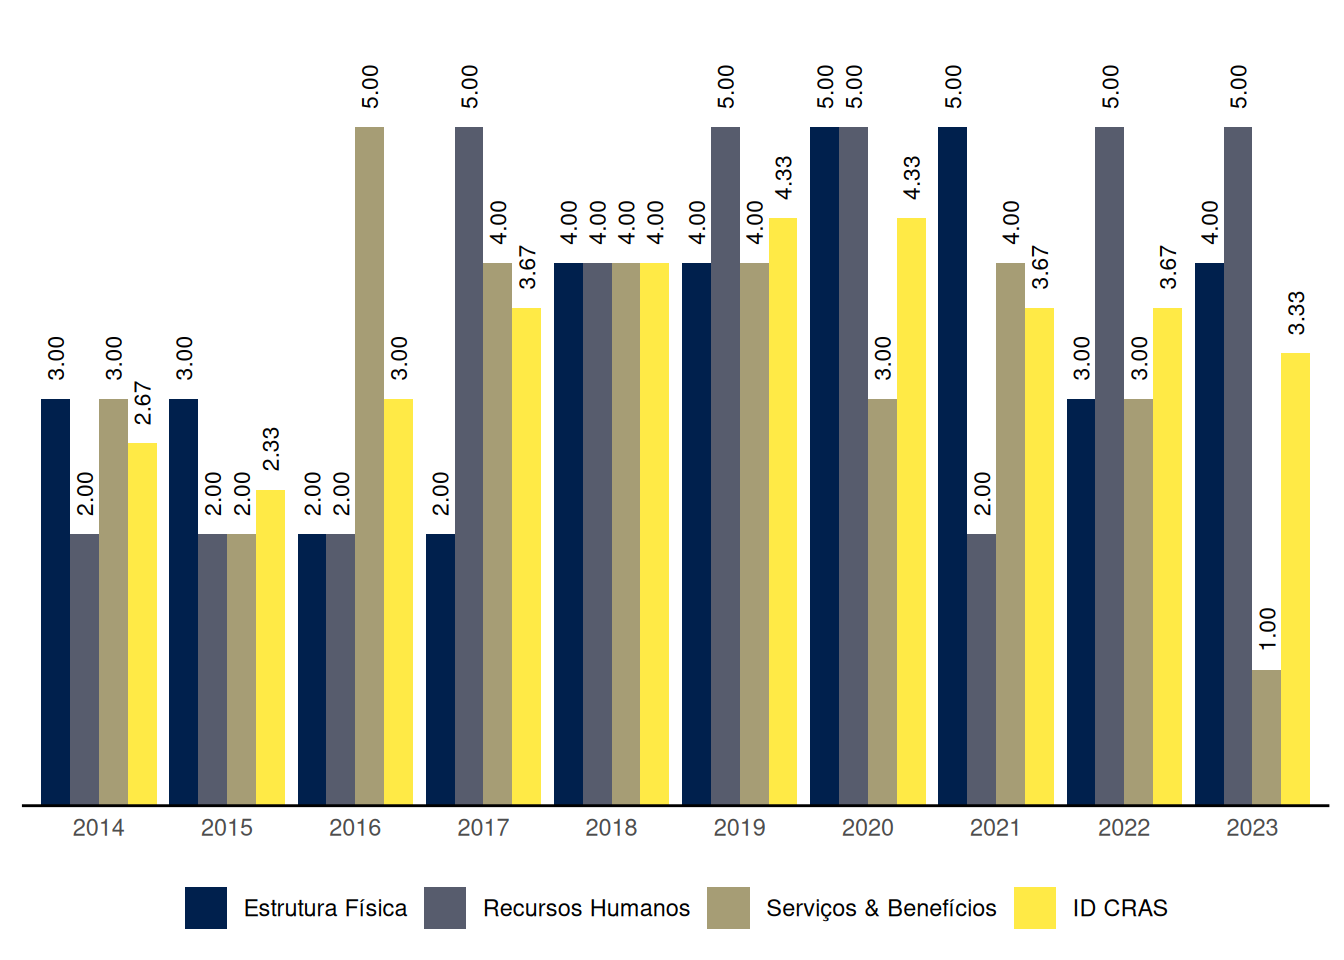 3.00 2.00 3.00 2.67 3.00 2.00 2.00 2.33 2.00 2.00 5.00 3.00 2.00 5.00 4.00 3.67 4.00 4.00 4.00 4.00 4.00 5.00 4.00 4.33 5.00 5.00 3.00 4.33 5.00 2.00 4.00 3.67 3.00 5.00 3.00 3.67 4.00 5.00 1.00 3.33
2014 2015 2016 2017 2018 2019 2020 2021 2022 2023
Estrutura Física Recursos Humanos Serviços & Benefícios ID CRAS